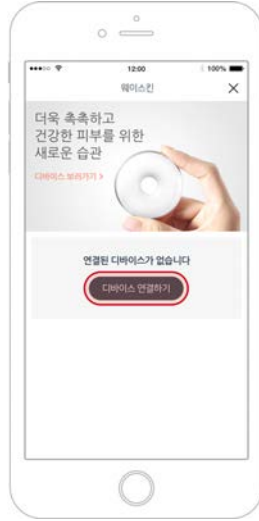 12:00
100%
웨이스킨
더욱 촉촉하고
건강한 피부를 위한
새로운 습관
디바이스 보러가기 >
연결된 디바이스가 없습니다
디바이스 연결하기